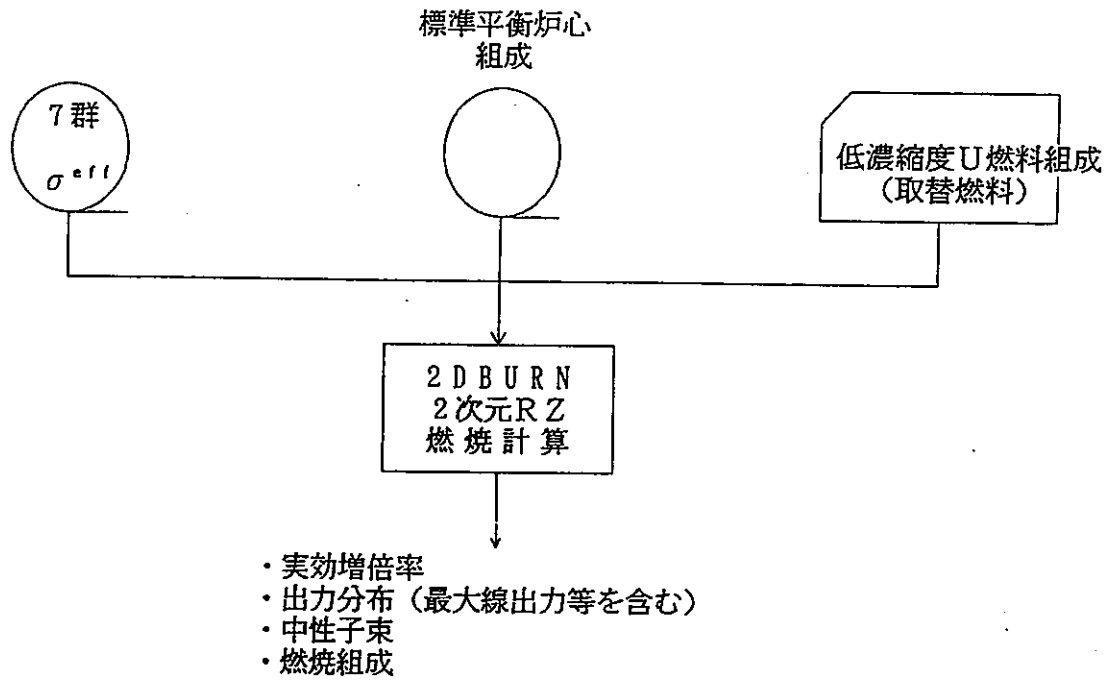 標準平衡炉心
組成
7群
σeff
低濃縮度U燃料組成
(取替燃料)
2DBURN
2次元RZ
燃焼計算
・実効増倍率
・出力分布(最大線出力等を含む)
・中性子束
・燃焼組成